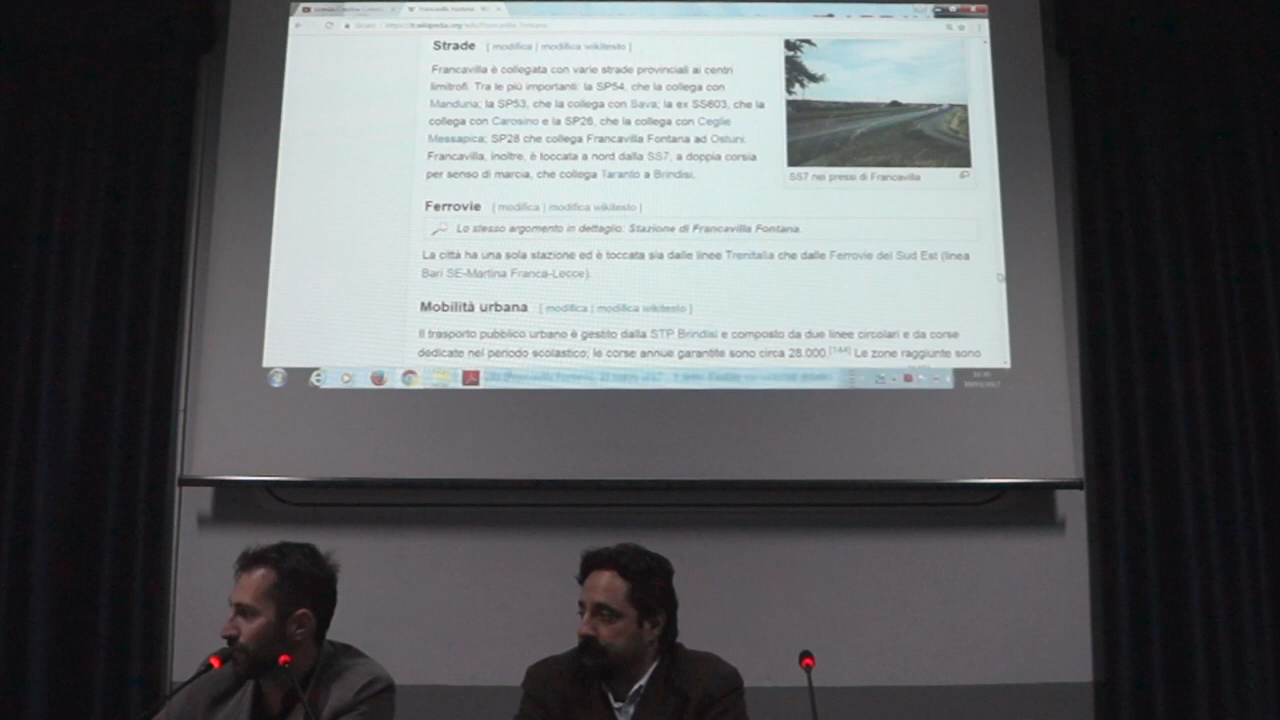 Francavilla Fontana
Strade [ modifica | modifica wikitesto ]
Francavilla è collegata con varie strade provinciali ai centri
limitrofi. Tra le più importanti: la SP54, che la collega con
Manduria; la SP53, che la collega con Sava; la ex SS603, che la
collega con Carosino e la SP26, che la collega con Ceglie
Messapica; SP28 che collega Francavilla Fontana ad Ostuni.
Francavilla, inoltre, è toccata a nord dalla SS7, a doppia corsia
per senso di marcia, che collega Taranto a Brindisi.
SS7 nei pressi di Francavilla
Ferrovie [ modifica | modifica wikitesto ]
Lo stesso argomento in dettaglio: Stazione di Francavilla Fontana.
La città ha una sola stazione ed è toccata sia dalle linee Trenitalia che dalle Ferrovie del Sud Est (linea
Bari SE-Martina Franca-Lecce).
Mobilità urbana [ modifica | modifica wikitesto ]
Il trasporto pubblico urbano è gestito dalla STP Brindisi e composto da due linee circolari e da corse
dedicate nel periodo scolastico; le corse annue garantite sono circa 28.000.[144] Le zone raggiunte sono